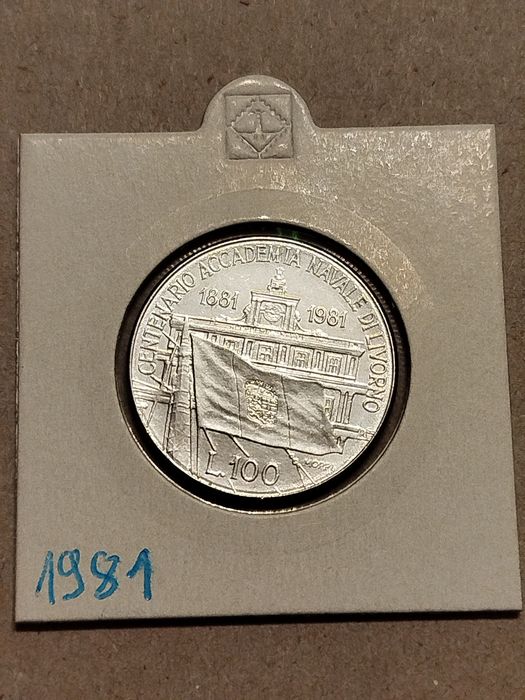 CENTENARIO ACCADEMIA NAVALE DI LIVORNO
1881 1981
L.100
1981